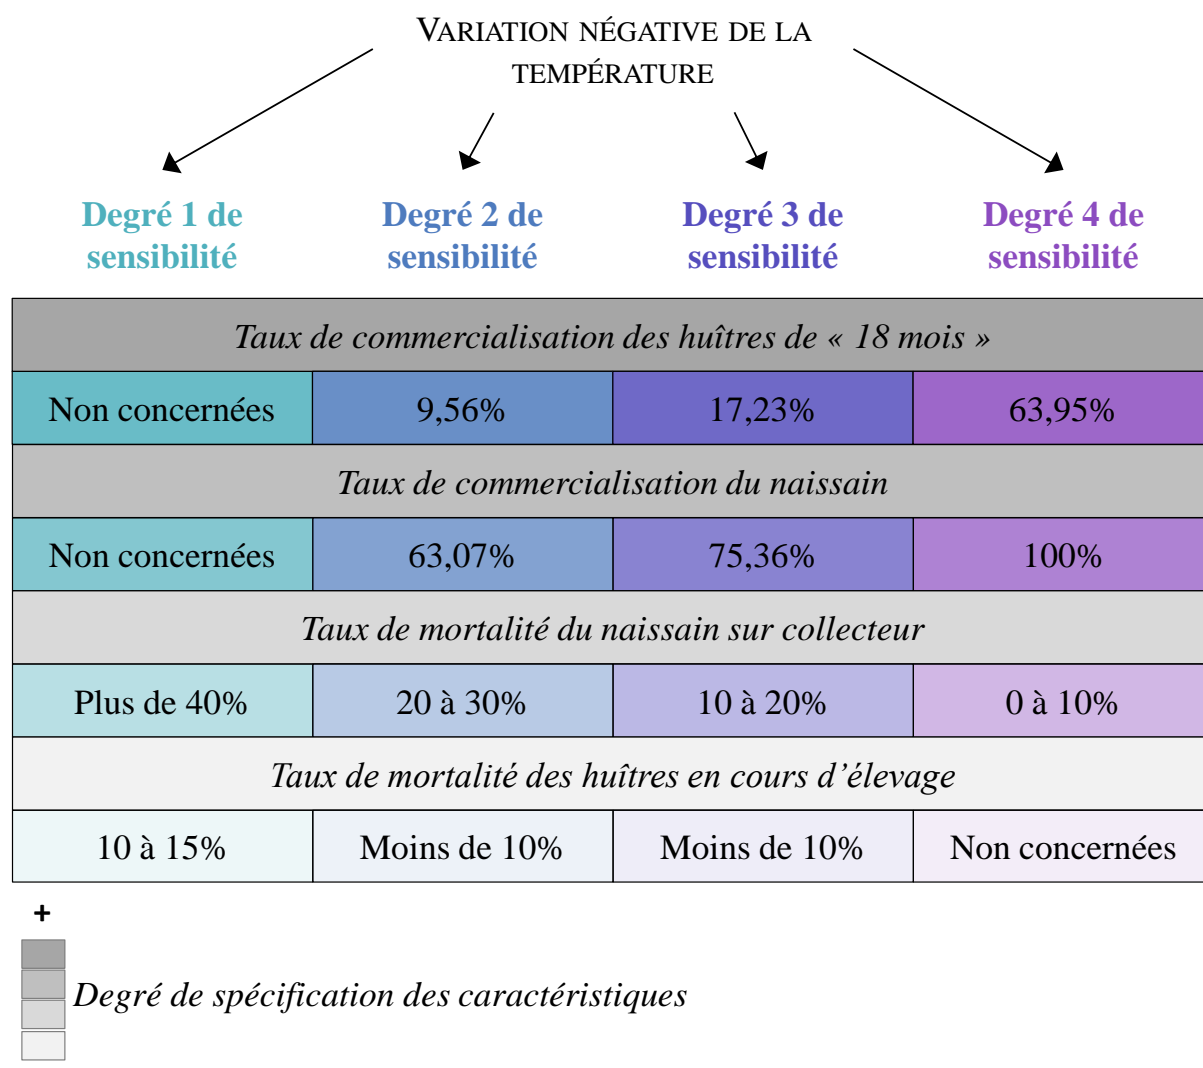 VARIATION NÉGATIVE DE LA
TEMPÉRATURE
Degré 1 de
sensibilité
Degré 2 de
sensibilité
Degré 3 de
sensibilité
Degré 4 de
sensibilité
Taux de commercialisation des huîtres de « 18 mois »
Non concernées 9,56% 17,23% 63,95%
Taux de commercialisation du naissain
Non concernées 63,07% 75,36% 100%
Taux de mortalité du naissain sur collecteur
Plus de 40% 20 à 30% 10 à 20% 0 à 10%
Taux de mortalité des huîtres en cours d’élevage
10 à 15% Moins de 10% Moins de 10% Non concernées
+
Degré de spécification des caractéristiques